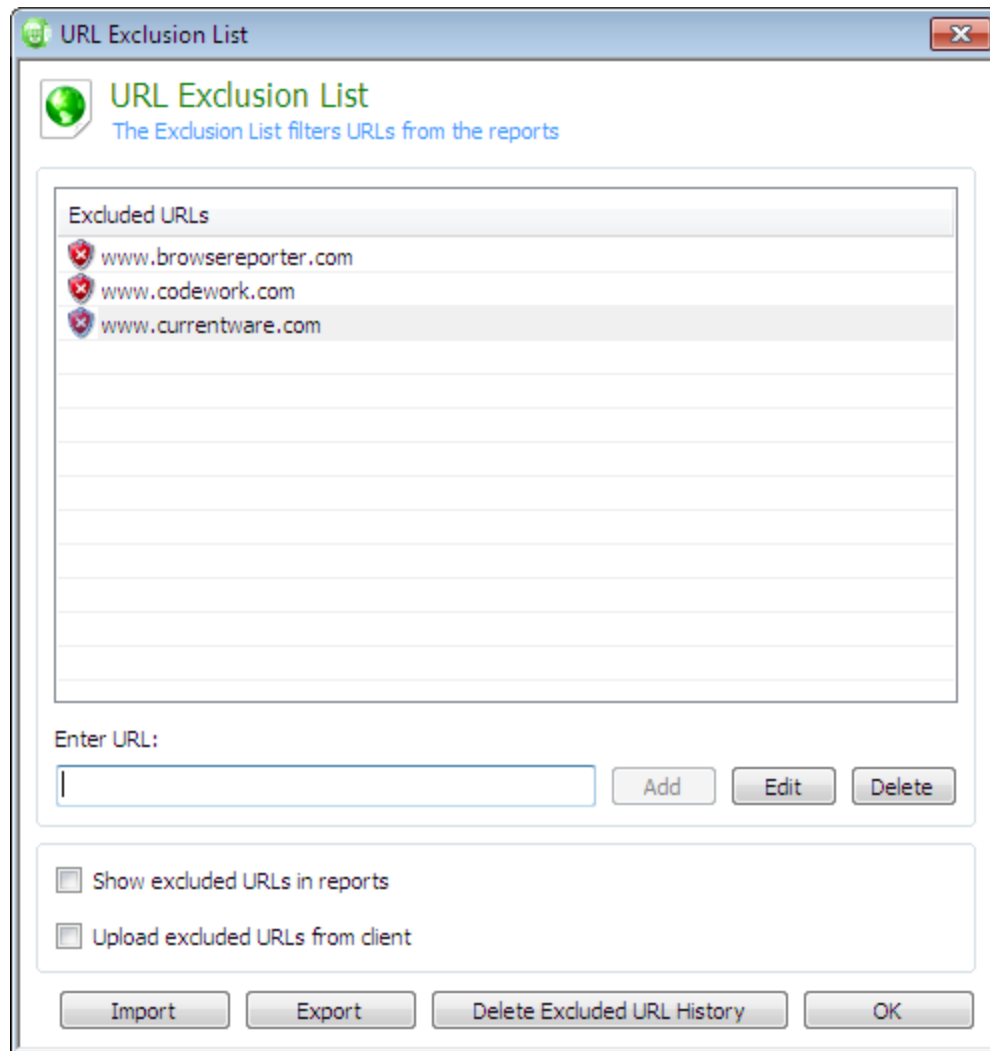 URL Exclusion List
URL Exclusion List
The Exclusion List filters URLs from the reports
Excluded URLs
www.browsereporter.com
www.codework.com
www.currentware.com
Enter URL:
Add Edit Delete
Show excluded URLs in reports
Upload excluded URLs from client
Import Export Delete Excluded URL History OK